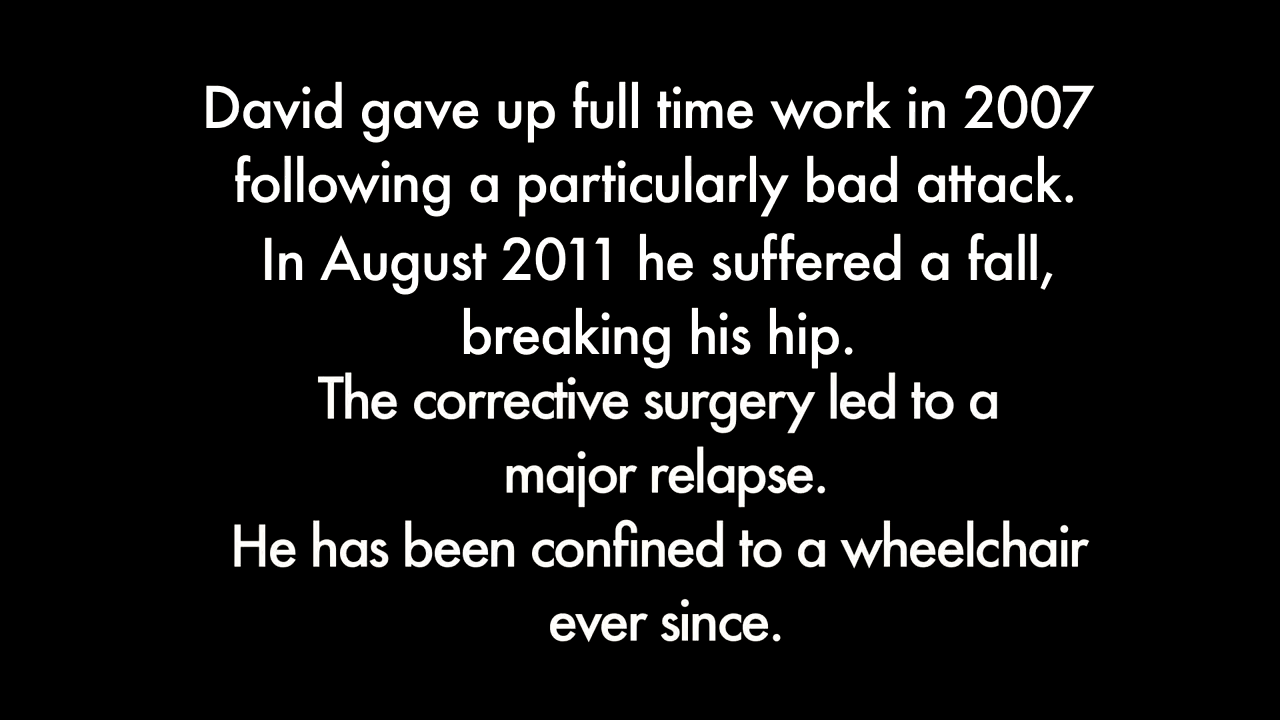 David gave up full time work in 2007
following a particularly bad attack.
In August 2011 he suffered a fall,
breaking his hip.
The corrective surgery led to a
major relapse.
He has been confined to a wheelchair
ever since.